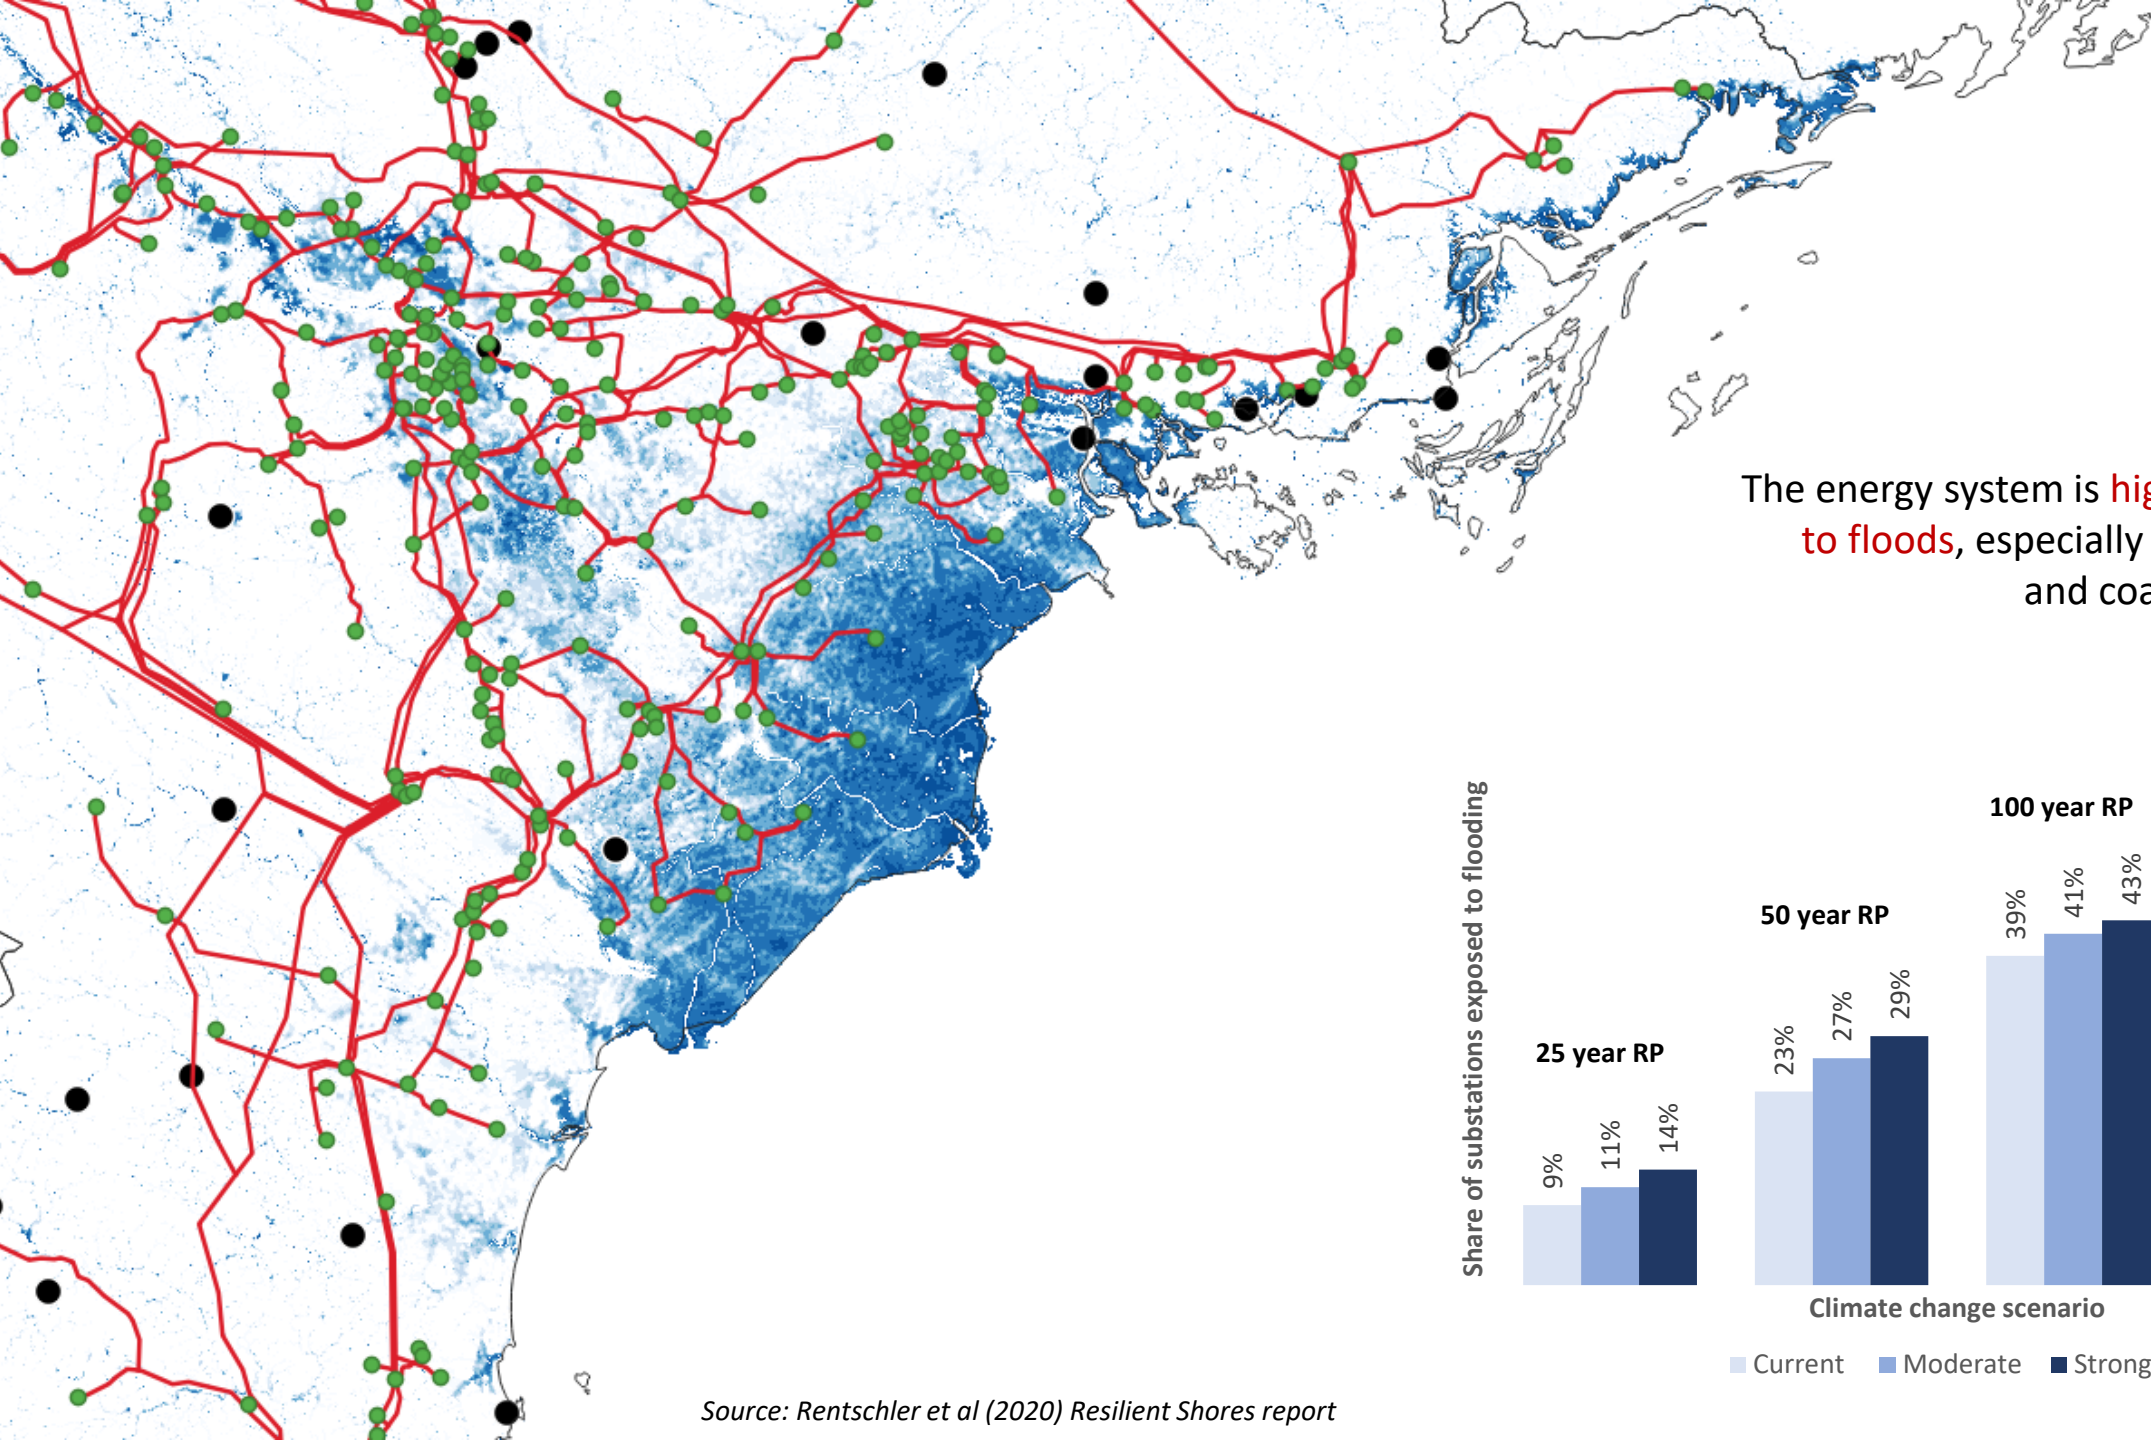 The energy system is
to floods, especially
and
Share of substations exposed to flooding
25 year RP
9%
11%
14%
50 year RP
23%
27%
29%
100 year RP
39%
41%
43%
Climate change scenario
Current
Moderate
Strong
Source: Rentschler et al (2020) Resilient Shores report